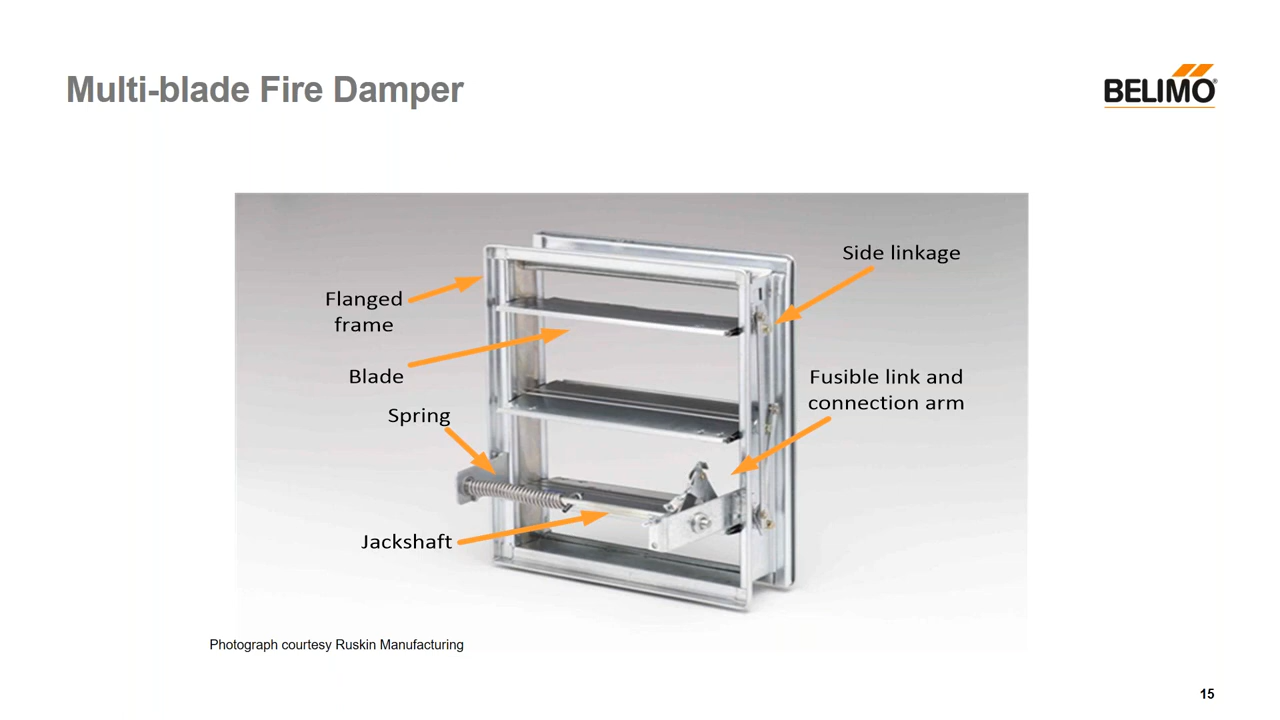 Multi-blade Fire Damper
BELIMO®
Side linkage
Flanged
frame
Blade
Fusible link and
connection arm
Spring
Jackshaft
Photograph courtesy Ruskin Manufacturing
15